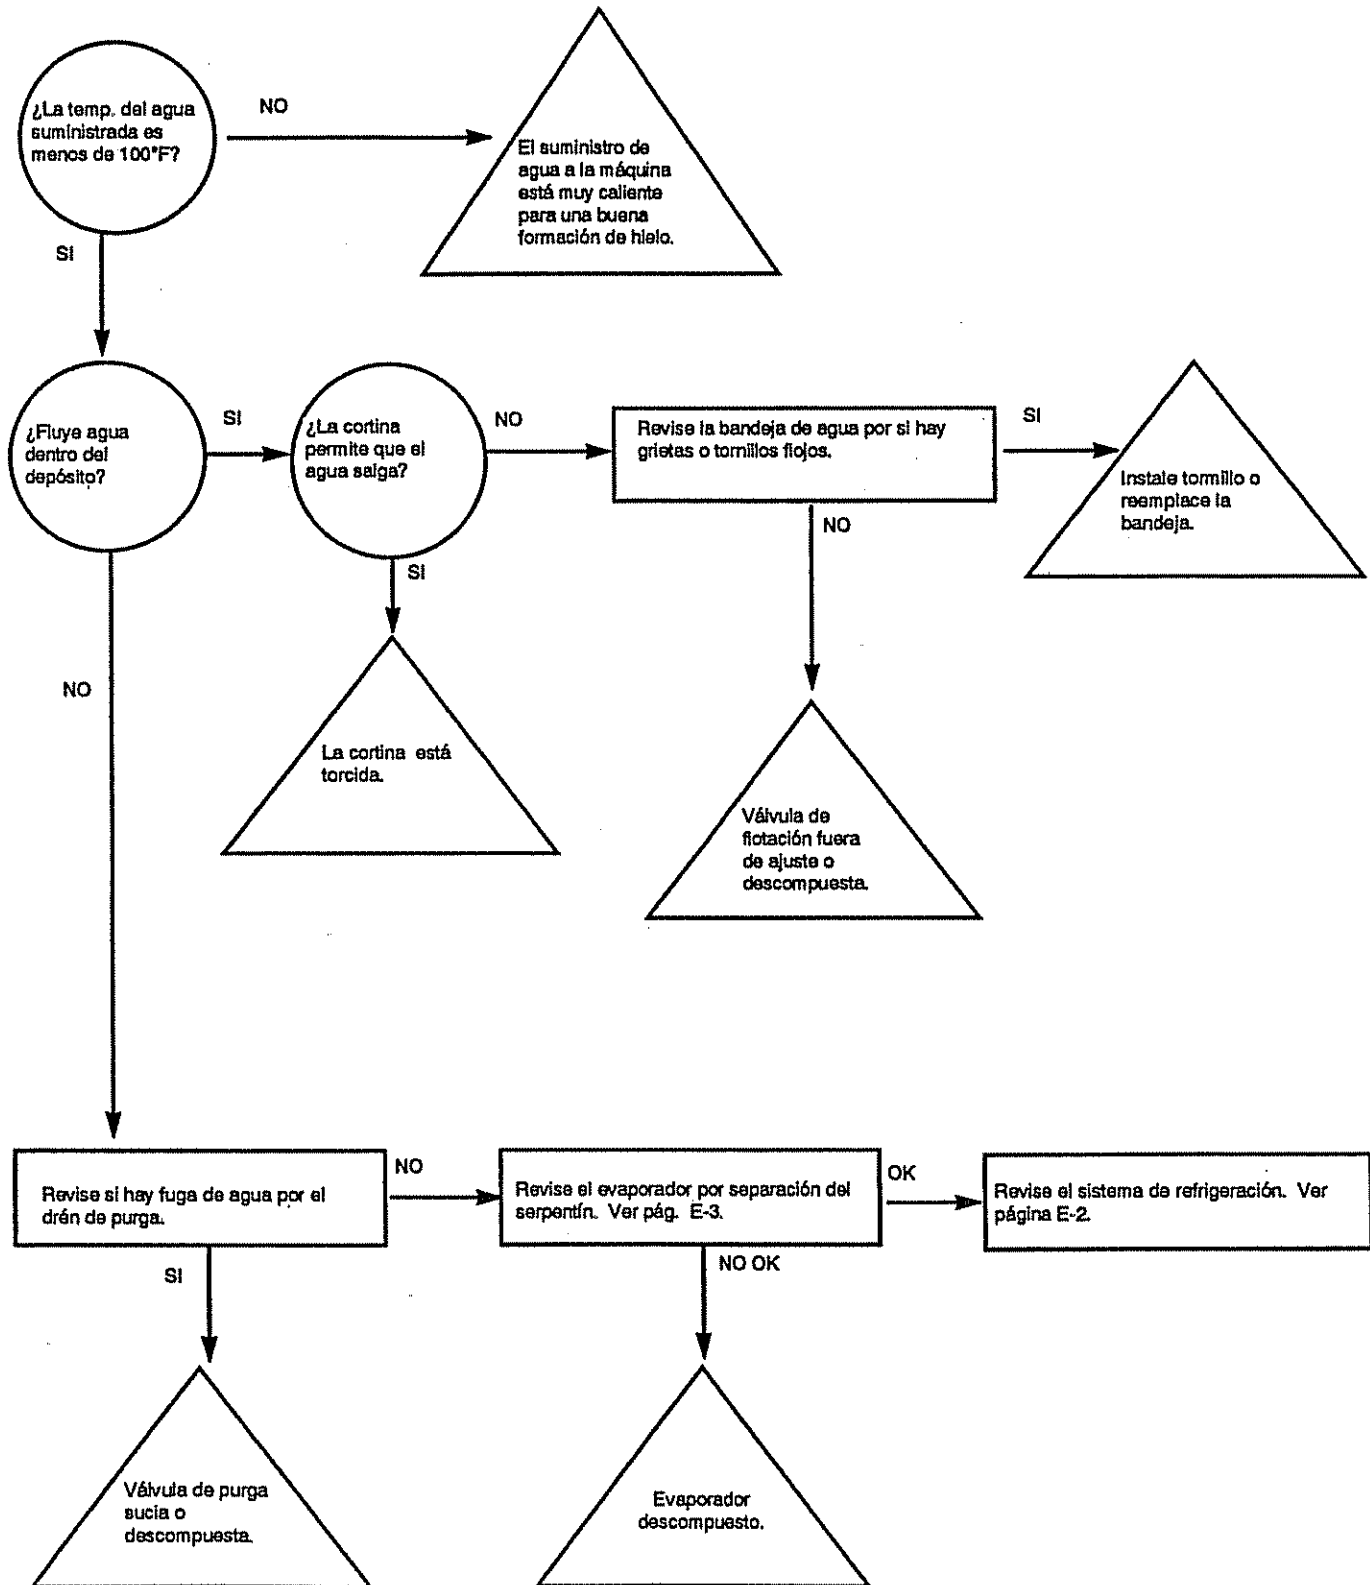 ¿La temp. del agua
suministrada es
menos de 100°F?
NO
El suministro de
agua a la máquina
está muy caliente
para una buena
formación de hielo.
SI
¿Fluye agua
dentro del
depósito?
SI
¿La cortina
permite que el
agua salga?
NO
Revise la bandeja de agua por si hay
grietas o tornillos flojos.
SI
Instale tormillo o
reemplace la
bandeja.
NO
SI
NO
La cortina está
torcida.
Válvula de
flotación fuera
de ajuste o
descompuesta.
Revise si hay fuga de agua por el
drén de purga.
NO
Revise el evaporador por separación del
serpentín. Ver pág. E-3.
OK
Revise el sistema de refrigeración. Ver
página E-2.
SI
NO OK
Válvula de purga
sucia o
descompuesta.
Evaporador
descompuesto.